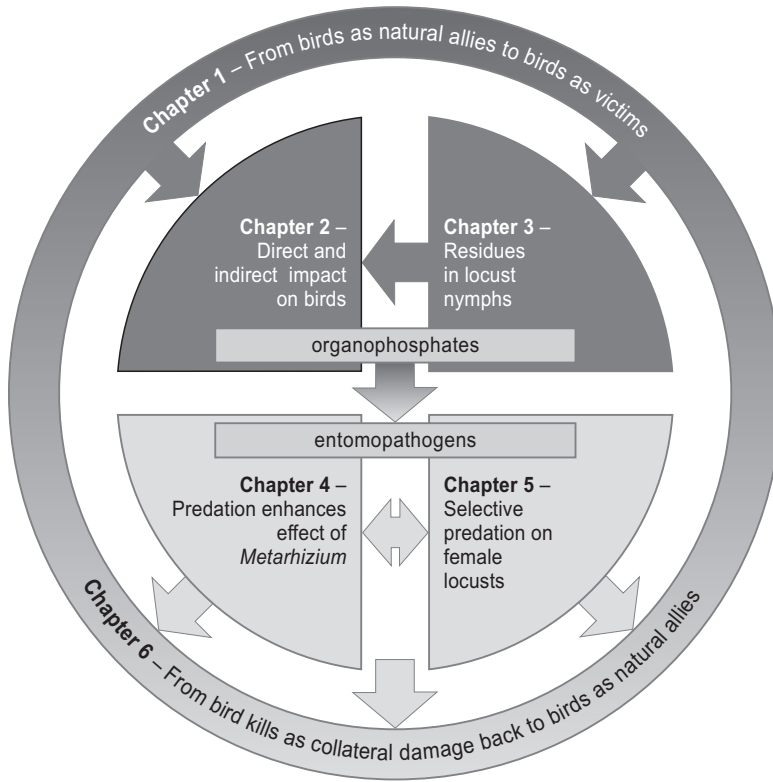 Chapter 1 – From birds as natural allies to birds as victims
Chapter 2 –
Direct and
indirect impact
on birds
Chapter 3 –
Residues
in locust
nymphs
organophosphates
entomopathogens
Chapter 4 –
Predation enhances
effect of
Metarhizium
Chapter 5 –
Selective
predation on
female
locusts
Chapter 6 – From bird kills as collateral damage back to birds as natural allies